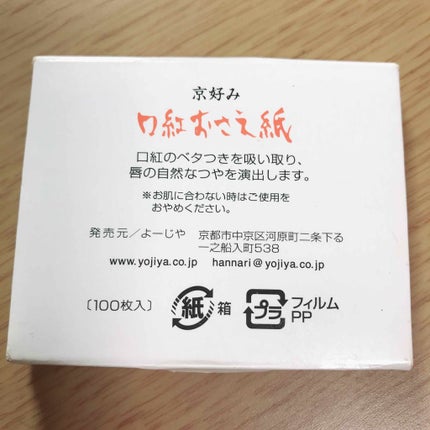 京好み
口紅おさえ紙
口紅のベタつきを吸い取り、
唇の自然なつやを演出します。
※お肌に合わない時はご使用を
おやめください。
発売元／よーじや 京都市中京区河原町二条下る
一之船入町538
www.yojiya.co.jp hannari@yojiya.co.jp
〔100枚入〕 紙 箱 プラ フィルム
PP